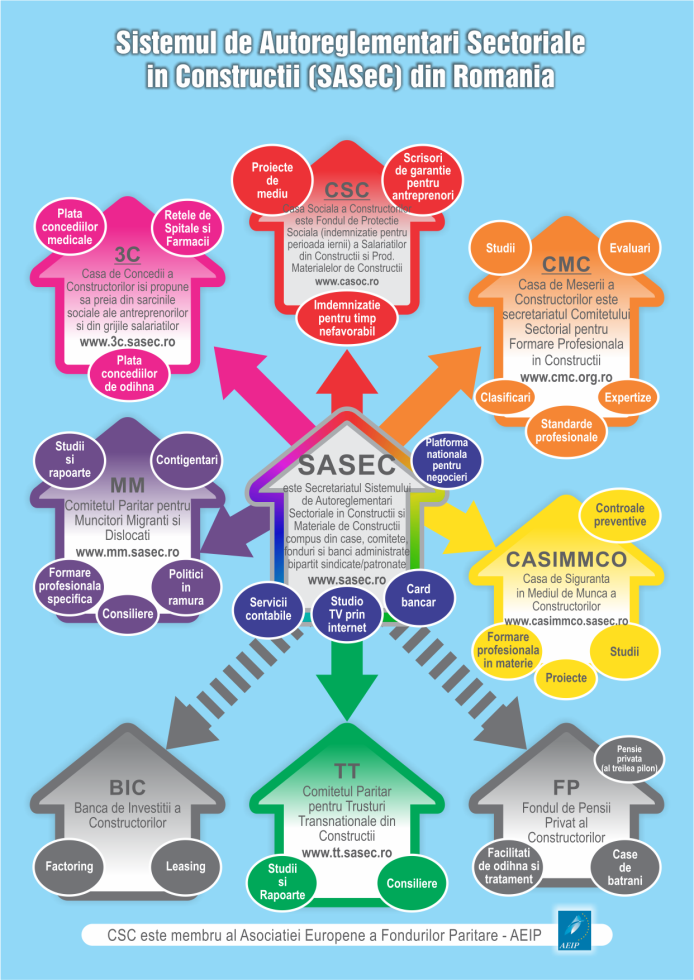 Sistemul de Autoreglementari Sectoriale
in Constructii (SASeC) din Romania
Proiecte
de
mediu
Scrisori
de garantie
pentru
antreprenori
CSC
Casa Sociala a Constructorilor
este Fondul de Protectie
Sociala (indemnizatie pentru
perioada iernii) a Salariatilor
din Constructii si Prod.
Materialelor de Constructii
www.casoc.ro
Imdemnizatie
pentru timp
nefavorabil
Plata
concediilor
medicale
Retele de
Spitale si
Farmacii
3C
Casa de Concedii a
Constructorilor isi propune
sa preia din sarcinile
sociale ale antreprenorilor
si din grijile salariatilor
www.3c.sasec.ro
Plata
concediilor
de odihna
Studii
Evaluari
CMC
Casa de Meserii a
Constructorilor este
secretariatul Comitetului
Sectorial pentru
Formare Profesionala
in Constructii
www.cmc.org.ro
Clasificari
Expertize
Standarde
profesionale
Studii
si
rapoarte
Contigentari
MM
Comitetul Paritar pentru
Muncitori Migranti si
Dislocati
www.mm.sasec.ro
Formare
profesionala
specifica
Consiliere
Politici
in
ramura
Platforma
nationala
pentru
negocieri
SASEC
este Secretariatul Sistemului
de Autoreglementari
Sectoriale in Constructii si
Materiale de Constructii
compus din case, comitete,
fonduri si banci administrate
bipartit sindicate/patronate
www.sasec.ro
Servicii
contabile
Studio
TV prin
internet
Card
bancar
Controale
preventive
CASIMMCO
Casa de Siguranta
in Mediul de Munca a
Constructorilor
www.casimmco.sasec.ro
Formare
profesionala
in materie
Proiecte
Studii
BIC
Banca de Investitii a
Constructorilor
Factoring
Leasing
TT
Comitetul Paritar
pentru Trusturi
Transnationale din
Constructii
www.tt.sasec.ro
Studii
si
Rapoarte
Consiliere
Pensie
privata
(al treilea pilon)
FP
Fondul de Pensii
Privat al
Constructorilor
Facilitati
de odihna si
tratament
Case
de
batrani
CSC este membru al Asociatiei Europene a Fondurilor Paritare - AEIP
AEIP